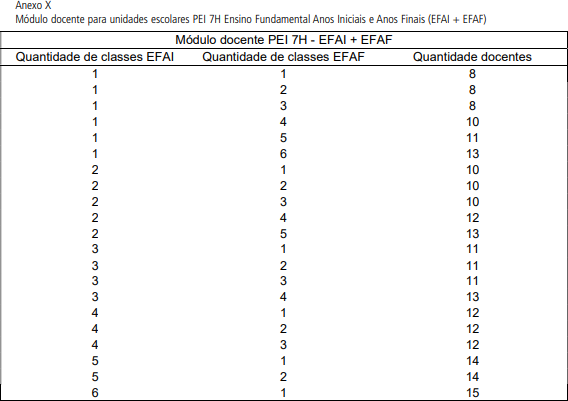 Anexo X
Módulo docente para unidades escolares PEI 7H Ensino Fundamental Anos Iniciais e Anos Finais (EFAI + EFAF)
Módulo docente PEI 7H - EFAI + EFAF
Quantidade de classes EFAI Quantidade de classes EFAF Quantidade docentes
1 1 8
1 2 8
1 3 8
1 4 10
1 5 11
1 6 13
2 1 10
2 2 10
2 3 10
2 4 12
2 5 13
3 1 11
3 2 11
3 3 11
3 4 13
4 1 12
4 2 12
4 3 12
5 1 14
5 2 14
6 1 15